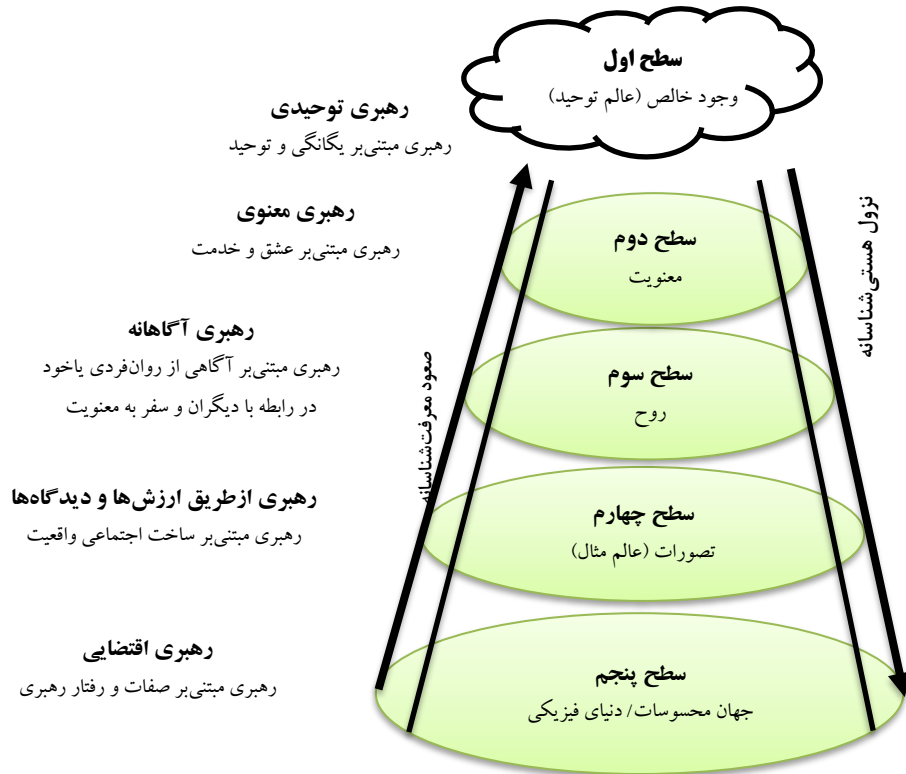 سطح اول
وجود خالص (عالم توحید)
رهبری توحیدی
رهبری مبتنی‌بر یگانگی و توحید
رهبری معنوی
رهبری مبتنی‌بر عشق و خدمت
سطح دوم
معنویت
رهبری آگاهانه
رهبری مبتنی‌بر آگاهی از روان‌فردی یاخود
در رابطه با دیگران و سفر به معنویت
سطح سوم
روح
رهبری ازطریق ارزش‌ها و دیدگاه‌ها
رهبری مبتنی‌بر ساخت اجتماعی واقعیت
سطح چهارم
تصورات (عالم مثال)
رهبری اقتضایی
رهبری مبتنی‌بر صفات و رفتار رهبری
سطح پنجم
جهان محسوسات/ دنیای فیزیکی
نزول هستی‌شناسانه
صعود معرفت‌شناسانه